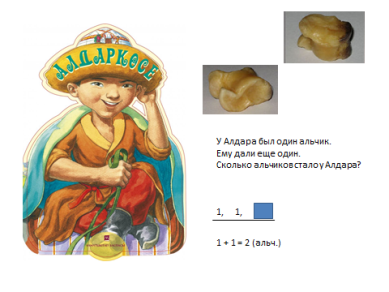 АЛДАРКӨСЕ
У Алдара был один альчик.
Ему дали еще один.
Сколько альчиков стало у Алдара?
1, 1,
1 + 1 = 2 (альч.)